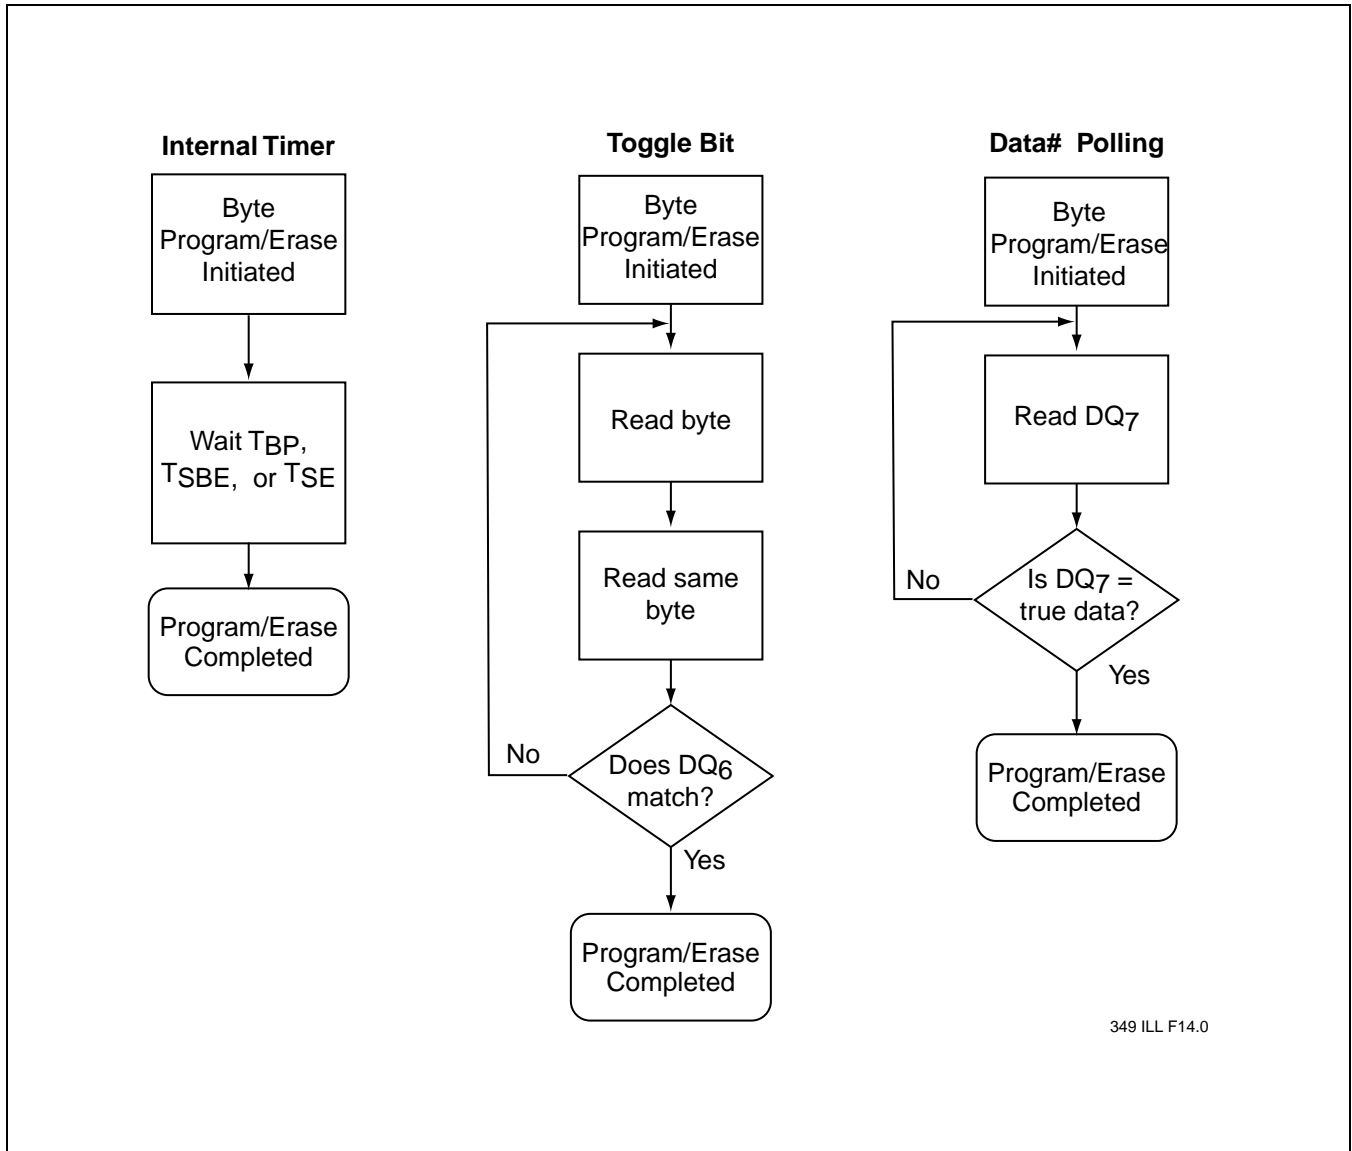 Internal Timer
Byte
Program/Erase
Initiated
Wait TBP,
TSBE, or TSE
Program/Erase
Completed
Toggle Bit
Byte
Program/Erase
Initiated
Read byte
Read same
byte
No
Does DQ6
match?
Yes
Program/Erase
Completed
Data# Polling
Byte
Program/Erase
Initiated
Read DQ7
No
Is DQ7 =
true data?
Yes
Program/Erase
Completed
349 ILL F14.0